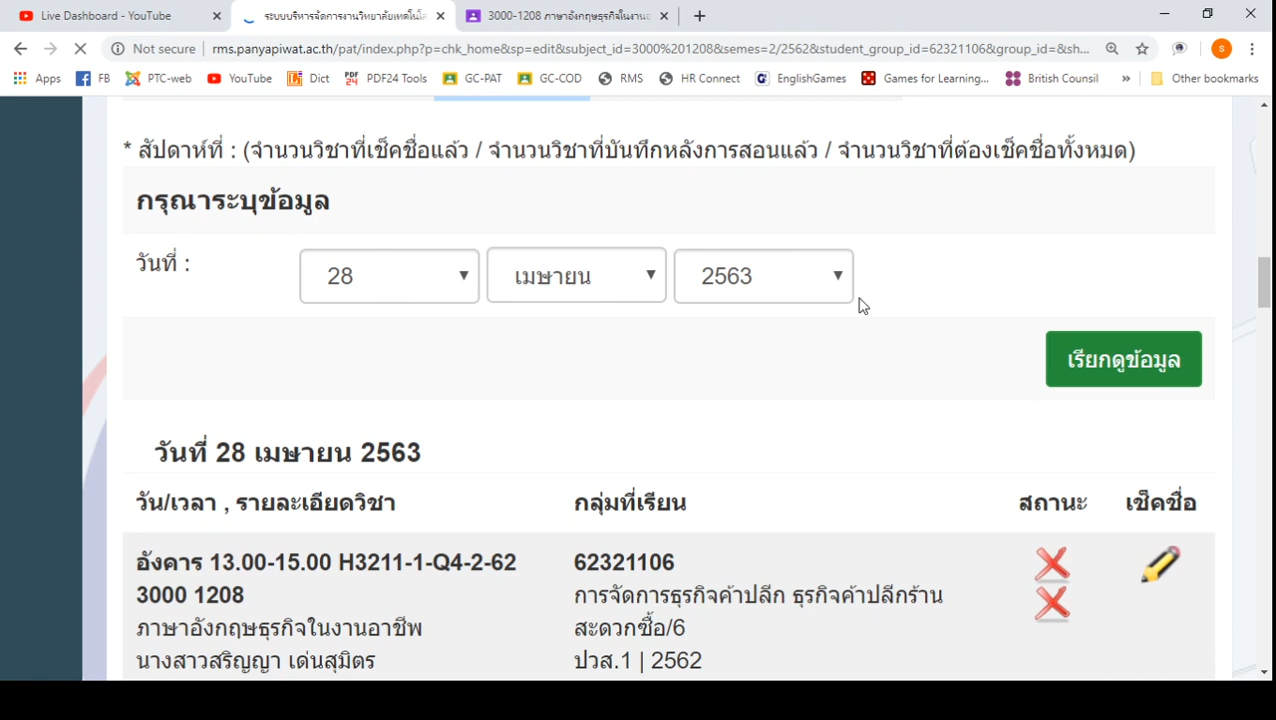 Live Dashboard - YouTube
ระบบบริหารจัดการงานวิทยาลัยเทคโนโล
3000-1208 ภาษาอังกฤษธุรกิจในงานอ
Not secure | rms.panyapiwat.ac.th/pat/index.php?p=chk_home&sp=edit&subject_id=3000%201208&semes=2/2562&student_group_id=62321106&group_id=&sh...
Apps FB PTC-web YouTube Dict PDF24 Tools GC-PAT GC-COD RMS HR Connect EnglishGames Games for Learning... British Counsil » Other bookmarks
* สัปดาห์ที่ : (จำนวนวิชาที่เช็คชื่อแล้ว / จำนวนวิชาที่บันทึกหลังการสอนแล้ว / จำนวนวิชาที่ต้องเช็คชื่อทั้งหมด)
กรุณาระบุข้อมูล
วันที่ : 28 เมษายน 2563
เรียกดูข้อมูล
วันที่ 28 เมษายน 2563
วัน/เวลา , รายละเอียดวิชา กลุ่มที่เรียน สถานะ เช็คชื่อ
อังคาร 13.00-15.00 H3211-1-Q4-2-62 62321106
3000 1208 การจัดการธุรกิจค้าปลีก ธุรกิจค้าปลีกร้าน
ภาษาอังกฤษธุรกิจในงานอาชีพ สะดวกซื้อ/6
นางสาวสริญญา เด่นสุมิตร ปวส.1 | 2562